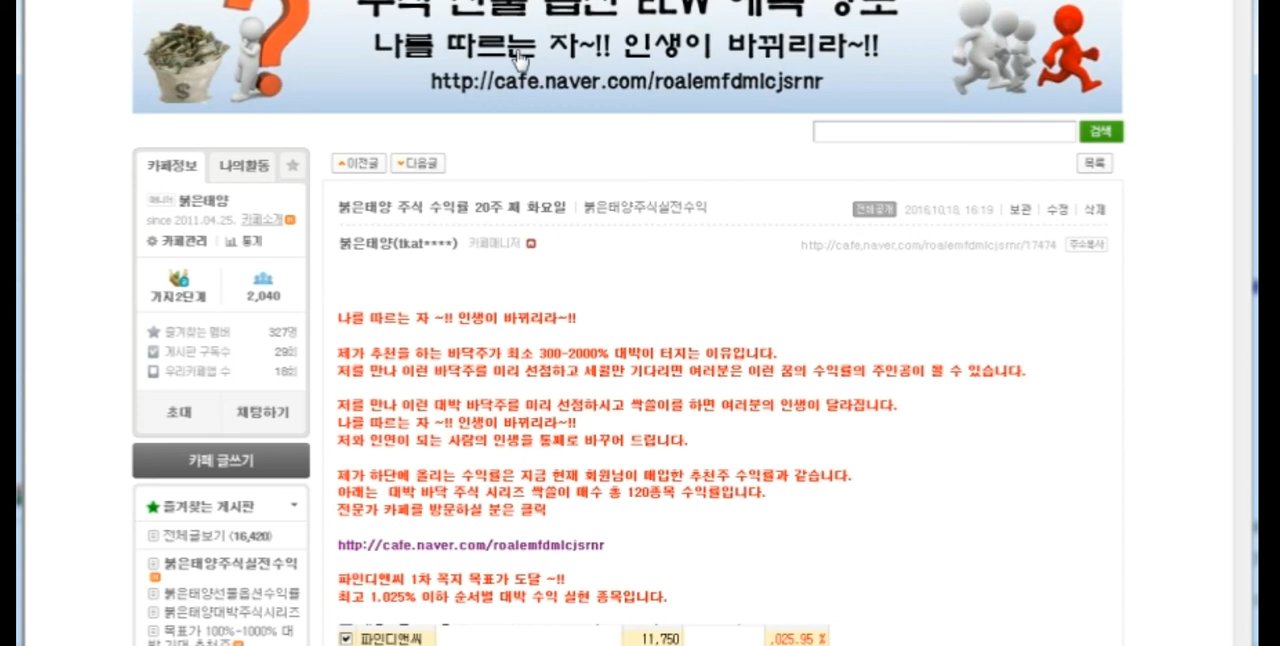 주식 선물 옵션 ELW 예측 정보
나를 따르는 자~!! 인생이 바뀌리라~!!
http://cafe.naver.com/roalemfdmlcjsrnr
검색
카페정보 나의활동
이전글 다음글 목록
매니저 붉은태양
since 2011.04.25. 카페소개
카페관리 통계
붉은태양 주식 수익률 20주 째 화요일 | 붉은태양주식실전수익
전체공개 2016.10.18. 16:19 | 보관 | 수정 | 삭제
붉은태양(tkat****) 카페매니저
http://cafe.naver.com/roalemfdmlcjsrnr/17474 주소복사
가지2단계 2,040
즐겨찾는 멤버 327명
게시판 구독수 29회
우리카페앱 수 18회
초대 채팅하기
카페 글쓰기
즐겨찾는 게시판
전체글보기 (16,420)
붉은태양주식실전수익
붉은태양선물옵션수익률
붉은태양대박주식시리즈
목표가 100%~1000% 대
박 기대 추천주
나를 따르는 자 ~!! 인생이 바뀌리라~!!
제가 추천을 하는 바닥주가 최소 300-2000% 대박이 터지는 이유입니다.
저를 만나 이런 바닥주를 미리 선점하고 세월만 기다리면 여러분은 이런 꿈의 수익률의 주인공이 될 수 있습니다.
저를 만나 이런 대박 바닥주를 미리 선점하시고 싹쓸이를 하면 여러분의 인생이 달라집니다.
나를 따르는 자 ~!! 인생이 바뀌리라~!!
저와 인연이 되는 사람의 인생을 통째로 바꾸어 드립니다.
제가 하단에 올리는 수익률은 지금 현재 회원님이 매입한 추천주 수익률과 같습니다.
아래는 대박 바닥 주식 시리즈 싹쓸이 매수 총 120종목 수익률입니다.
전문가 카페를 방문하실 분은 클릭
http://cafe.naver.com/roalemfdmlcjsrnr
파인디앤씨 1차 꼭지 목표가 도달 ~!!
최고 1.025% 이하 순서별 대박 수익 실현 종목입니다.
파인디앤씨 11,750 ,025.95 %